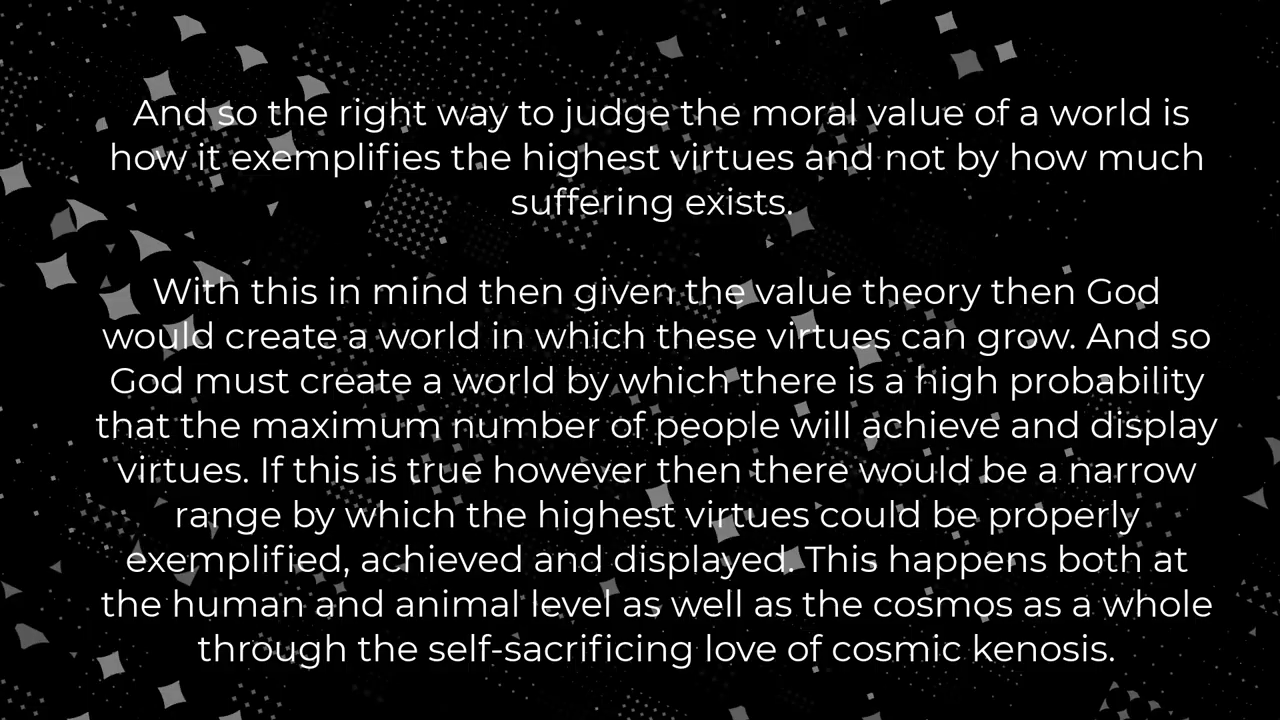 And so the right way to judge the moral value of a world is
how it exemplifies the highest virtues and not by how much
suffering exists.
With this in mind then given the value theory then God
would create a world in which these virtues can grow. And so
God must create a world by which there is a high probability
that the maximum number of people will achieve and display
virtues. If this is true however then there would be a narrow
range by which the highest virtues could be properly
exemplified, achieved and displayed. This happens both at
the human and animal level as well as the cosmos as a whole
through the self-sacrificing love of cosmic kenosis.